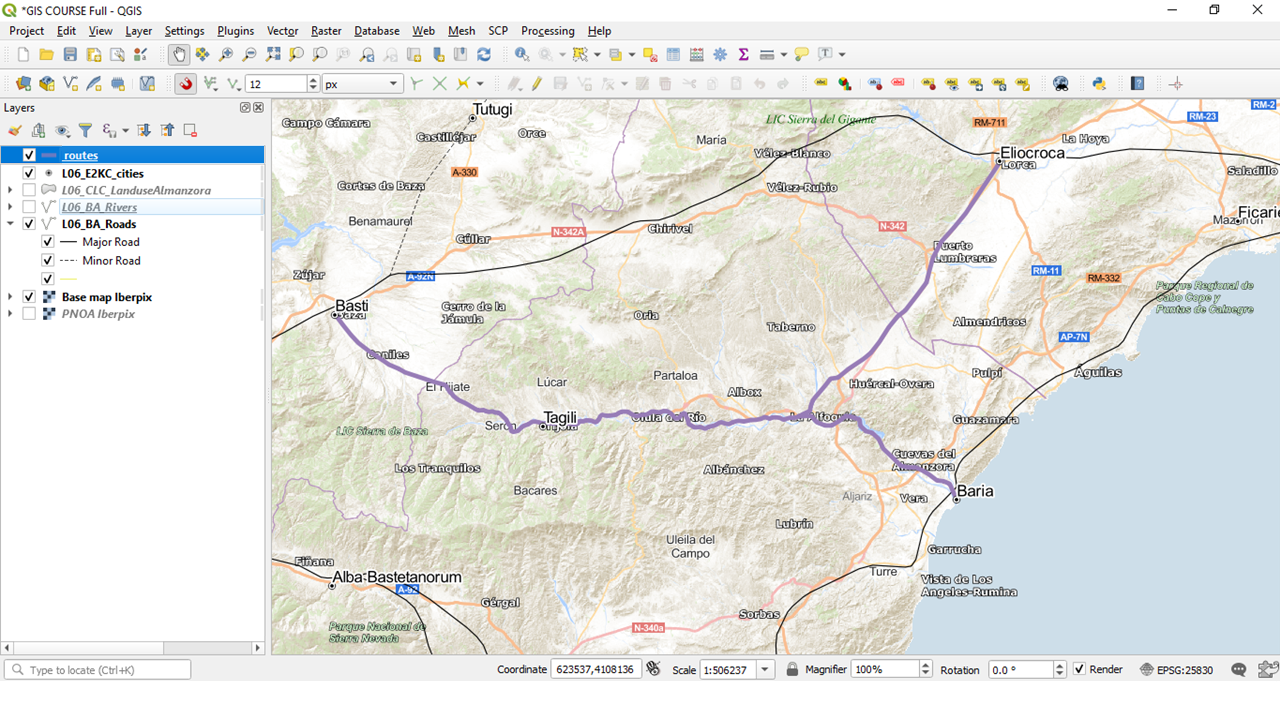 *GIS COURSE Full - QGIS
Project Edit View Layer Settings Plugins Vector Raster Database Web Mesh SCP Processing Help
12 px
Layers
routes
L06_E2KC_cities
L06_CLC_LanduseAlmanzora
L06_BA_Rivers
L06_BA_Roads
Major Road
Minor Road
Base map Iberpix
PNOA Iberpix
Tutugi
Campo Cámara
Castilléjar
Orce
María
LIC Sierra del Gigante
RM-711
RM-23
RM-2
La Hoya
Vélez-Blanco
Eliocroca
Lorca
Saladillo
A-330
Cortes de Baza
Vélez-Rubio
Benamaurel
Cúllar
N-342A
Chirivel
N-342
Mazarrón
Ficari
Puerto
Lumbreras
Zújar
A-92N
RM-11
RM-332
Parque Regional de
Cabo Cope y
Puntas de Calnegre
Basti
Baza
Cerro de la
Jámula
Oria
Taberno
Almendricos
AP-7N
Caniles
El Hijate
Lúcar
Partaloa
Albox
Huércal-Overa
Pulpí
Aguilas
Tagili
Serón
Olula del Río
La Alfoquía
Guazamara
LIC Sierra de Baza
Los Tranquilos
Albánchez
Cuevas del
Almanzora
Bacares
Aljariz
Vera
Baria
Lubrín
Uleila del
Campo
Garrucha
Fiñana
Alba
Bastetanorum
A-92
Turre
Vista de Los
Angeles-Rumina
Gérgal
Sorbas
Parque Nacional de
Sierra Nevada
N-340a
Type to locate (Ctrl+K) Coordinate 623537,4108136 Scale 1:506237 Magnifier 100% Rotation 0.0 ° Render EPSG:25830